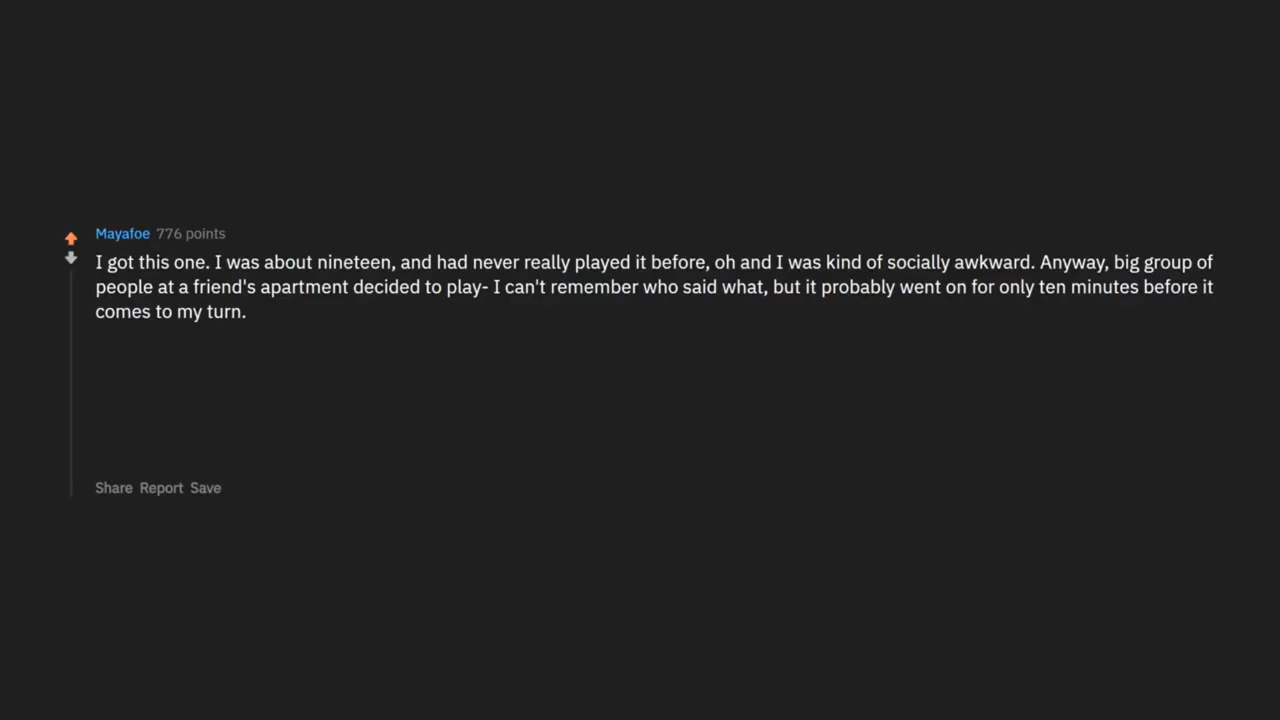 Mayafoe 776 points
I got this one. I was about nineteen, and had never really played it before, oh and I was kind of socially awkward. Anyway, big group of
people at a friend's apartment decided to play- I can't remember who said what, but it probably went on for only ten minutes before it
comes to my turn.
Share Report Save